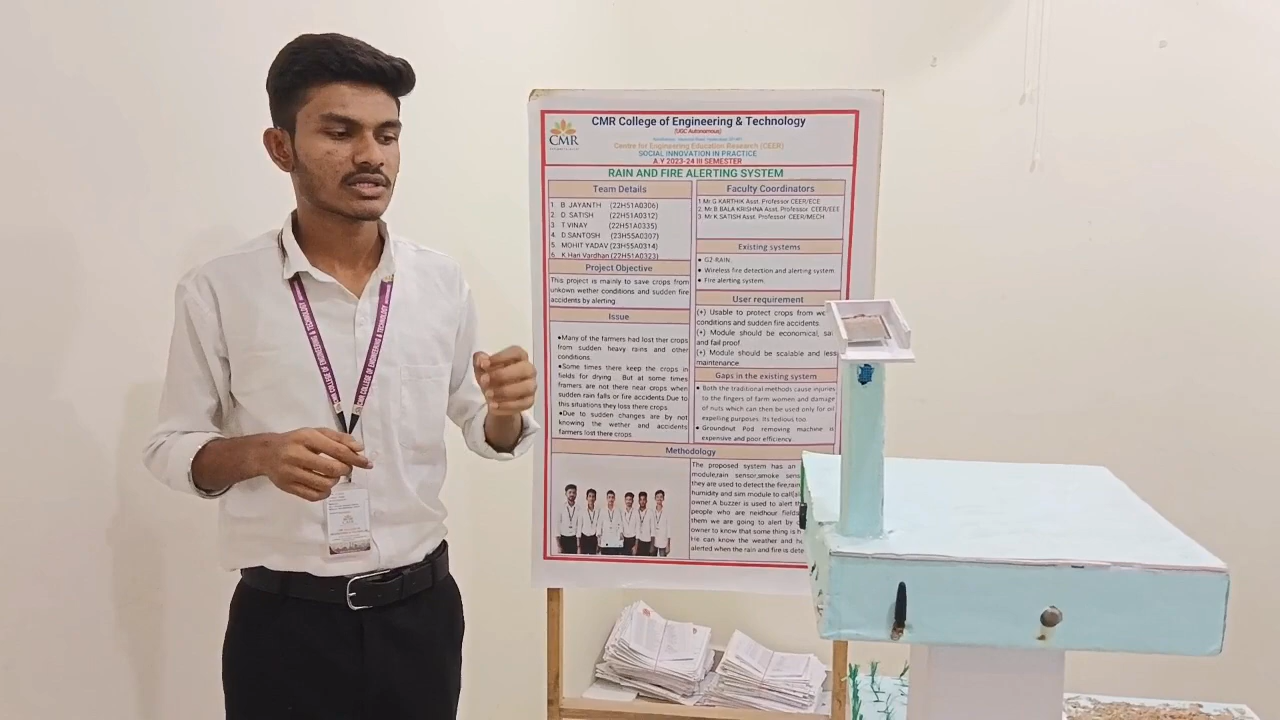 CMR College of Engineering & Technology
(UGC Autonomous)
Centre for Engineering Education Research (CEER)
SOCIAL INNOVATION IN PRACTICE
A.Y 2023-24 III SEMESTER
CMR
RAIN AND FIRE ALERTING SYSTEM
Team Details
1. B. JAYANTH (22H51A0306)
2. D.SATISH (22H51A0312)
3. T.VINAY (22H51A0335)
4. D.SANTOSH (23H55A0307)
5. MOHIT YADAV (23H55A0314)
6. K.Hari Vardhan (22H51A0323)
Project Objective
This project is mainly to save crops from
unkown wether conditions and sudden fire
accidents by alerting.
Issue
●Many of the farmers had lost ther crops
from sudden heavy rains and other
conditions.
●Some times there keep the crops in
fields for drying. But at some times
framers are not there near crops when
sudden rain falls or fire accidents.Due to
this situations they loss there crops.
●Due to sudden changes are by not
knowing the wether and accidents
farmers lost there crops
Faculty Coordinators
1.Mr.G.KARTHIK Asst. Professor CEER/ECE
2. Mr.B.BALA KRISHNA Asst. Professor CEER/EEE
3. Mr.K.SATISH Asst. Professor CEER/MECH
Existing systems
● G2 RAIN.
● Wireless fire detection and alerting system.
● Fire alerting system.
User requirement
(+) Usable to protect crops from we
conditions and sudden fire accidents.
(+) Module should be economical, sa
and fail proof.
(+) Module should be scalable and less
maintenance
Gaps in the existing system
● Both the traditional methods cause injuries
to the fingers of farm women and damage
of nuts which can then be used only for oil
expelling purposes. Its tedious too
● Groundnut Pod removing machine is
expensive and poor efficiency.
Methodology
The proposed system has an
module,rain sensor,smoke sens
they are used to detect the fire,rain
humidity and sim module to call
owner.A buzzer is used to alert t
people who are neidhour fields
them we are going to alert by c
owner to know that some thing is h
He can know the weather and
alerted when the rain and fire is dete
CMR COLLEGE OF ENGINEERING & TECHNOLOGY
CMR COLLEGE OF ENGINEERING & TECHNOLOGY